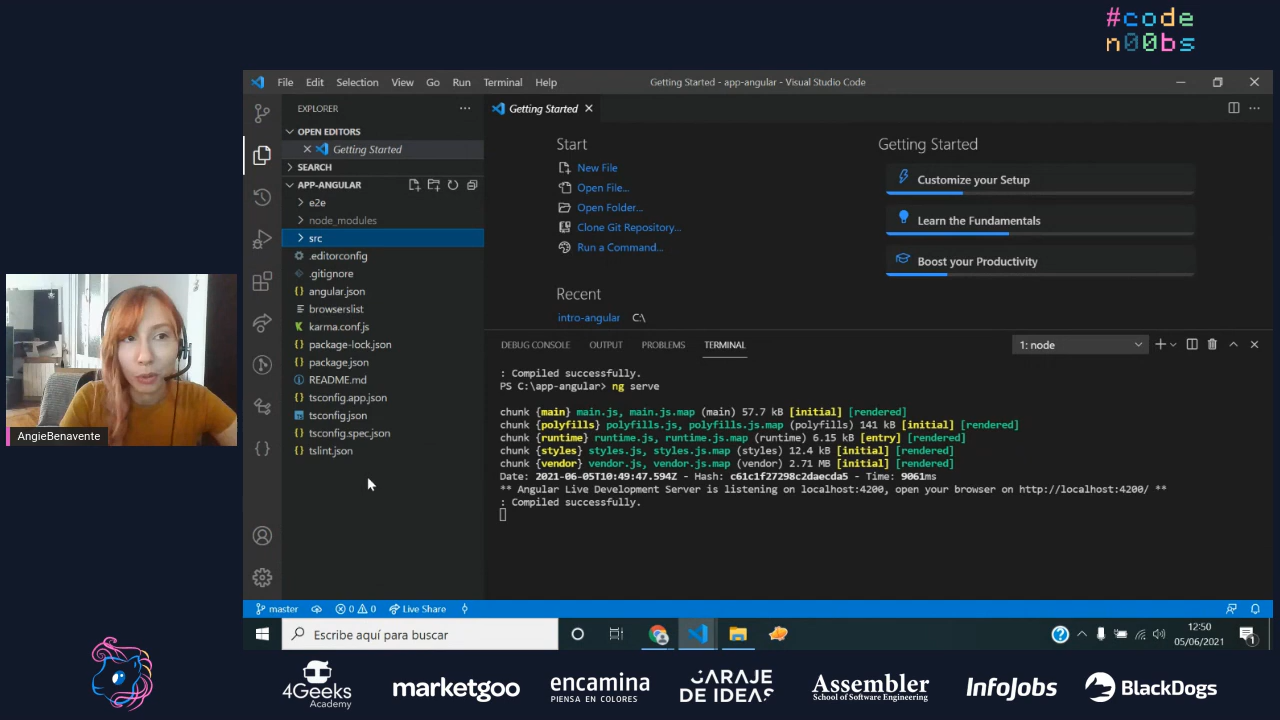 #code
n00bs
File Edit Selection View Go Run Terminal Help
Getting Started - app-angular - Visual Studio Code
EXPLORER
OPEN EDITORS
Getting Started
SEARCH
APP-ANGULAR
e2e
node_modules
src
.editorconfig
.gitignore
angular.json
browserslist
karma.conf.js
package-lock.json
package.json
README.md
tsconfig.app.json
tsconfig.json
tsconfig.spec.json
tslint.json
Getting Started
Start
New File
Open File...
Open Folder...
Clone Git Repository...
Run a Command...
Recent
intro-angular C:\
Getting Started
Customize your Setup
Learn the Fundamentals
Boost your Productivity
DEBUG CONSOLE OUTPUT PROBLEMS TERMINAL
1: node
: Compiled successfully.
PS C:\app-angular> ng serve
chunk {main} main.js, main.js.map (main) 57.7 kB [initial] [rendered]
chunk {polyfills} polyfills.js, polyfills.js.map (polyfills) 141 kB [initial] [rendered]
chunk {runtime} runtime.js, runtime.js.map (runtime) 6.15 kB [entry] [rendered]
chunk {styles} styles.js, styles.js.map (styles) 12.4 kB [initial] [rendered]
chunk {vendor} vendor.js, vendor.js.map (vendor) 2.71 MB [initial] [rendered]
Date: 2021-06-05T10:49:47.594Z - Hash: c61c1f27298c2daecda5 - Time: 9061ms
** Angular Live Development Server is listening on localhost:4200, open your browser on http://localhost:4200/ **
: Compiled successfully.
AngieBenavente
master 0 0 Live Share
Escribe aquí para buscar
12:50
05/06/2021
1
4Geeks
Academy
marketgoo
encamina
PIENSA EN COLORES
GARAJE
DE IDEAS
Assembler
School of Software Engineering
InfoJobs
BlackDogs